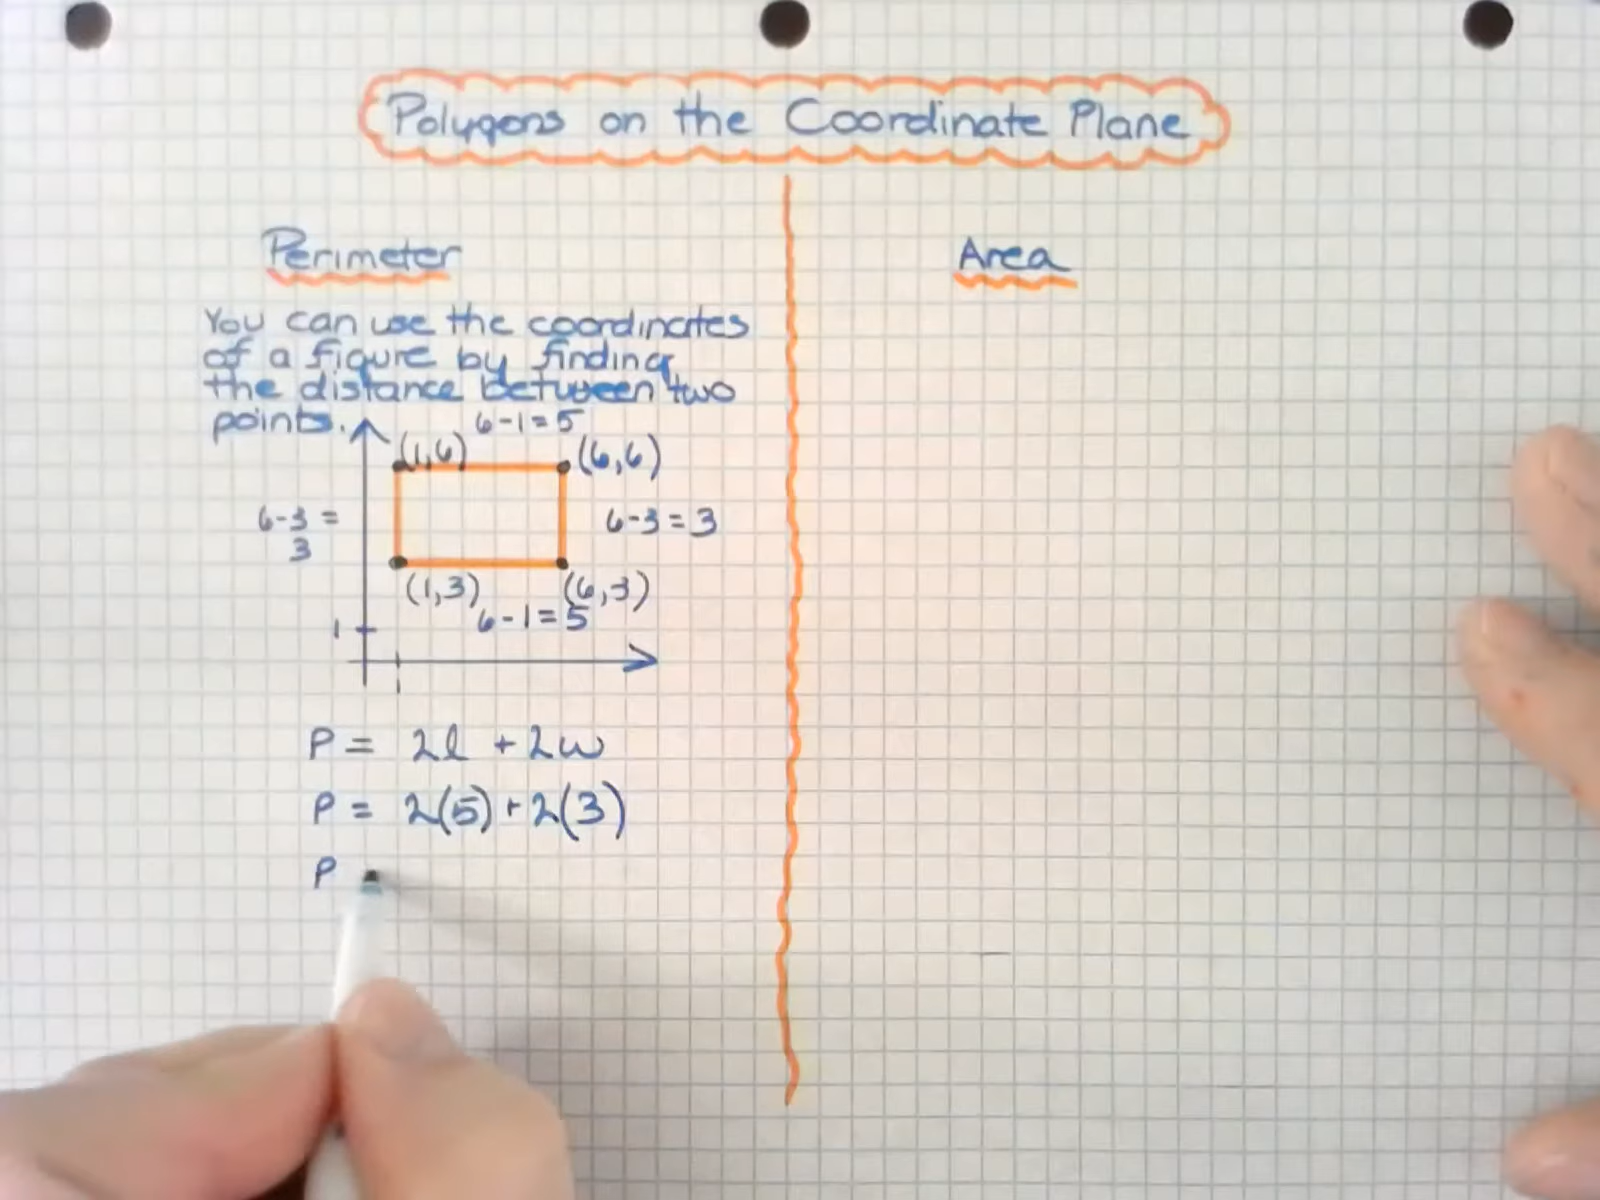 Polygons on the Coordinate Plane
Perimeter
You can use the coordinates
of a figure by finding
the distance between two
points.
6-1=5
(1,6)
(6,6)
6-3=
3
6-3=3
(1,3)
(6,3)
6-1=5
1
P = 2l + 2w
P = 2(5)+2(3)
P
Area